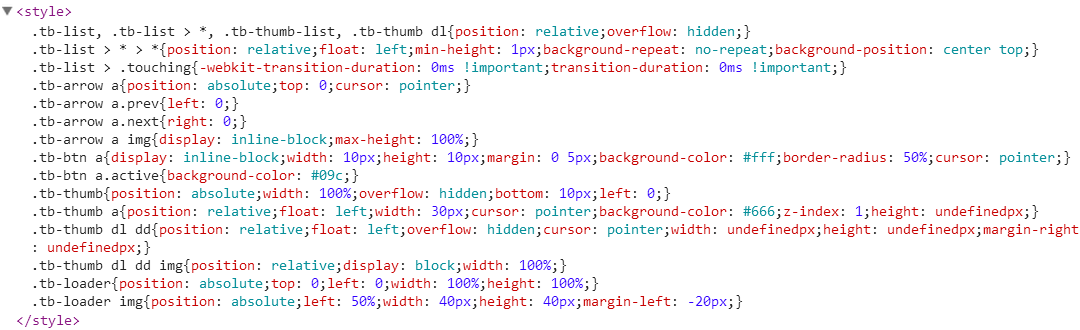 <style>
.tb-list, .tb-list > *, .tb-thumb-list, .tb-thumb dl{position: relative;overflow: hidden;}
.tb-list > * > *{position: relative;float: left;min-height: 1px;background-repeat: no-repeat;background-position: center top;}
.tb-list > .touching{-webkit-transition-duration: 0ms !important;transition-duration: 0ms !important;}
.tb-arrow a{position: absolute;top: 0;cursor: pointer;}
.tb-arrow a.prev{left: 0;}
.tb-arrow a.next{right: 0;}
.tb-arrow a img{display: inline-block;max-height: 100%;}
.tb-btn a{display: inline-block;width: 10px;height: 10px;margin: 0 5px;background-color: #fff;border-radius: 50%;cursor: pointer;}
.tb-btn a.active{background-color: #09c;}
.tb-thumb{position: absolute;width: 100%;overflow: hidden;bottom: 10px;left: 0;}
.tb-thumb a{position: relative;float: left;width: 30px;cursor: pointer;background-color: #666;z-index: 1;height: undefinedpx;}
.tb-thumb dl dd{position: relative;float: left;overflow: hidden;cursor: pointer;width: undefinedpx;height: undefinedpx;margin-right
: undefinedpx;}
.tb-thumb dl dd img{position: relative;display: block;width: 100%;}
.tb-loader{position: absolute;top: 0;left: 0;width: 100%;height: 100%;}
.tb-loader img{position: absolute;left: 50%;width: 40px;height: 40px;margin-left: -20px;}
</style>